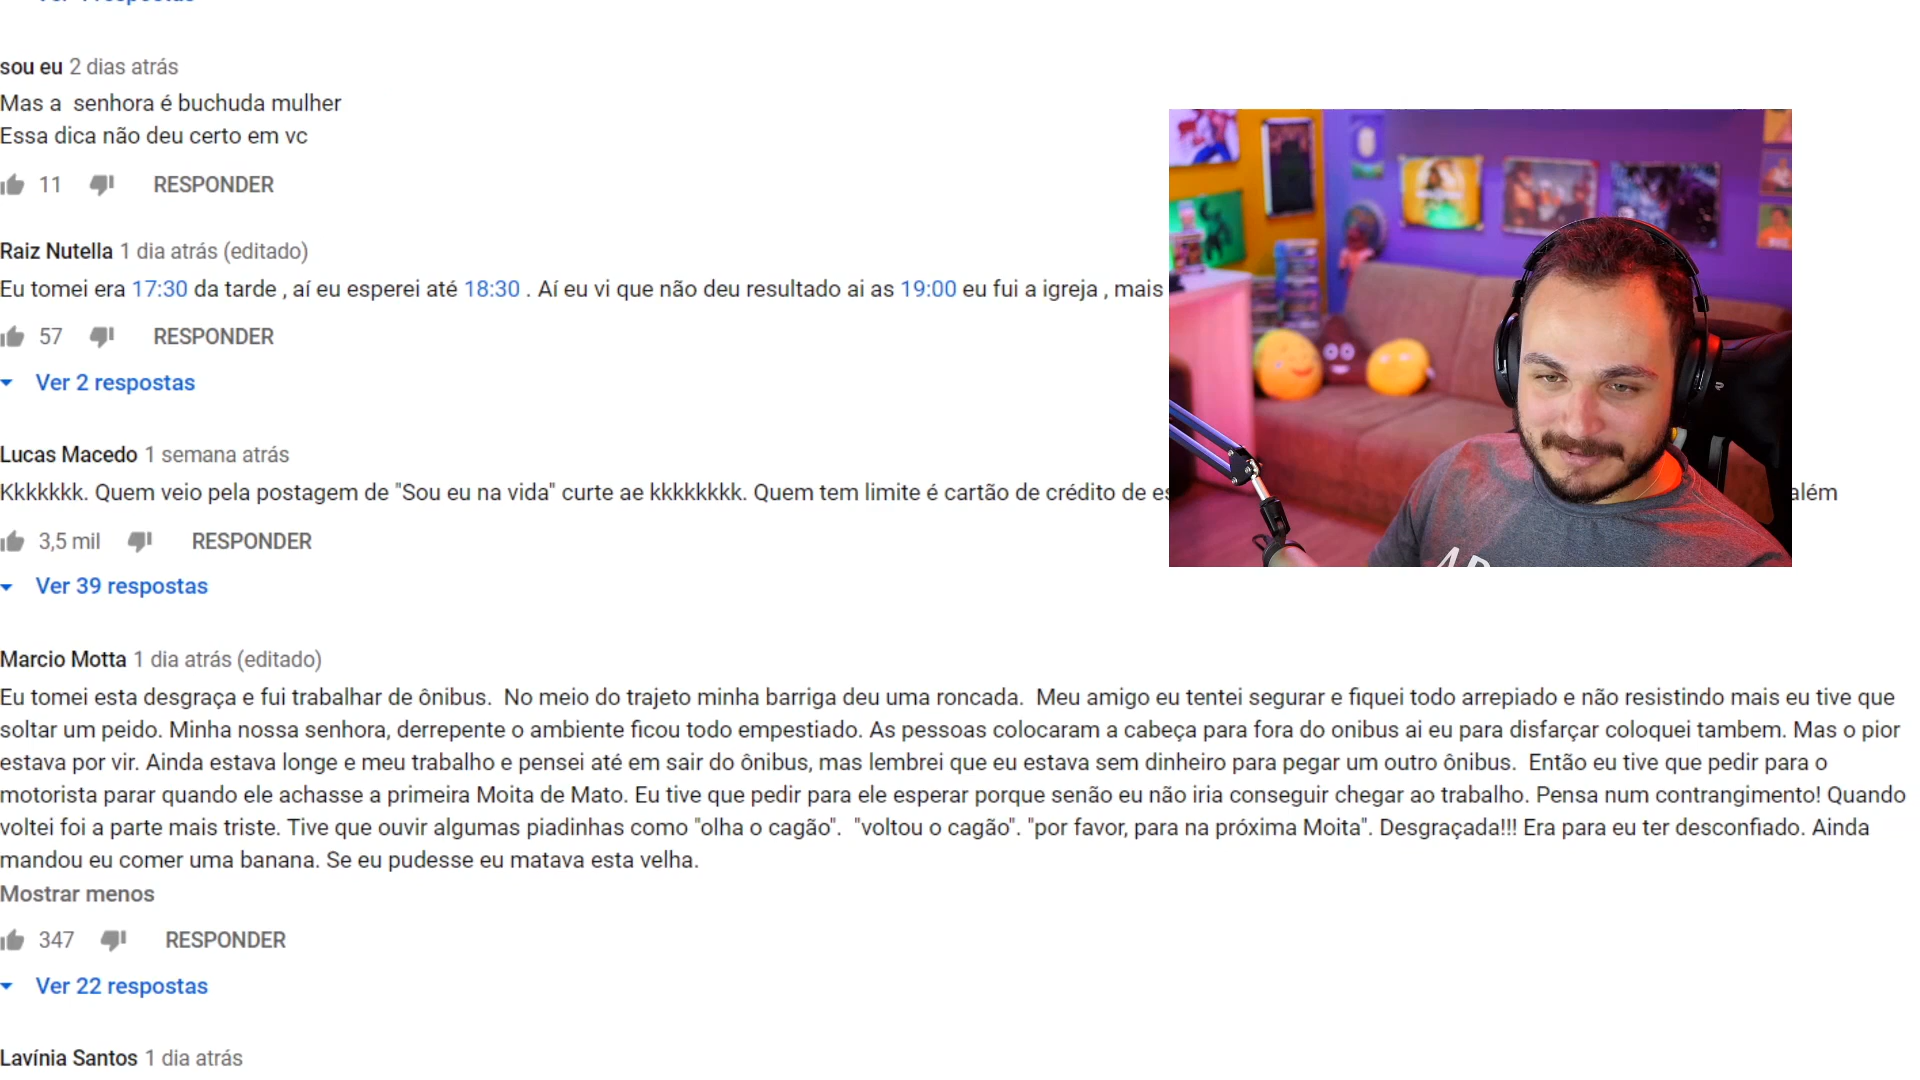 sou eu 2 dias atrás
Mas a senhora é buchuda mulher
Essa dica não deu certo em vc
11 RESPONDER
Raiz Nutella 1 dia atrás (editado)
Eu tomei era 17:30 da tarde , aí eu esperei até 18:30 . Aí eu vi que não deu resultado ai as 19:00 eu fui a igreja , mais
57 RESPONDER
Ver 2 respostas
Lucas Macedo 1 semana atrás
Kkkkkkk. Quem veio pela postagem de "Sou eu na vida" curte ae kkkkkkkk. Quem tem limite é cartão de crédito de além
3,5 mil RESPONDER
Ver 39 respostas
Marcio Motta 1 dia atrás (editado)
Eu tomei esta desgraça e fui trabalhar de ônibus. No meio do trajeto minha barriga deu uma roncada. Meu amigo eu tentei segurar e fiquei todo arrepiado e não resistindo mais eu tive que
soltar um peido. Minha nossa senhora, derrepente o ambiente ficou todo empestiado. As pessoas colocaram a cabeça para fora do onibus ai eu para disfarçar coloquei tambem. Mas o pior
estava por vir. Ainda estava longe e meu trabalho e pensei até em sair do ônibus, mas lembrei que eu estava sem dinheiro para pegar um outro ônibus. Então eu tive que pedir para o
motorista parar quando ele achasse a primeira Moita de Mato. Eu tive que pedir para ele esperar porque senão eu não iria conseguir chegar ao trabalho. Pensa num contrangimento! Quando
voltei foi a parte mais triste. Tive que ouvir algumas piadinhas como "olha o cagão". "voltou o cagão". "por favor, para na próxima Moita". Desgraçada!!! Era para eu ter desconfiado. Ainda
mandou eu comer uma banana. Se eu pudesse eu matava esta velha.
Mostrar menos
347 RESPONDER
Ver 22 respostas
Lavínia Santos 1 dia atrás